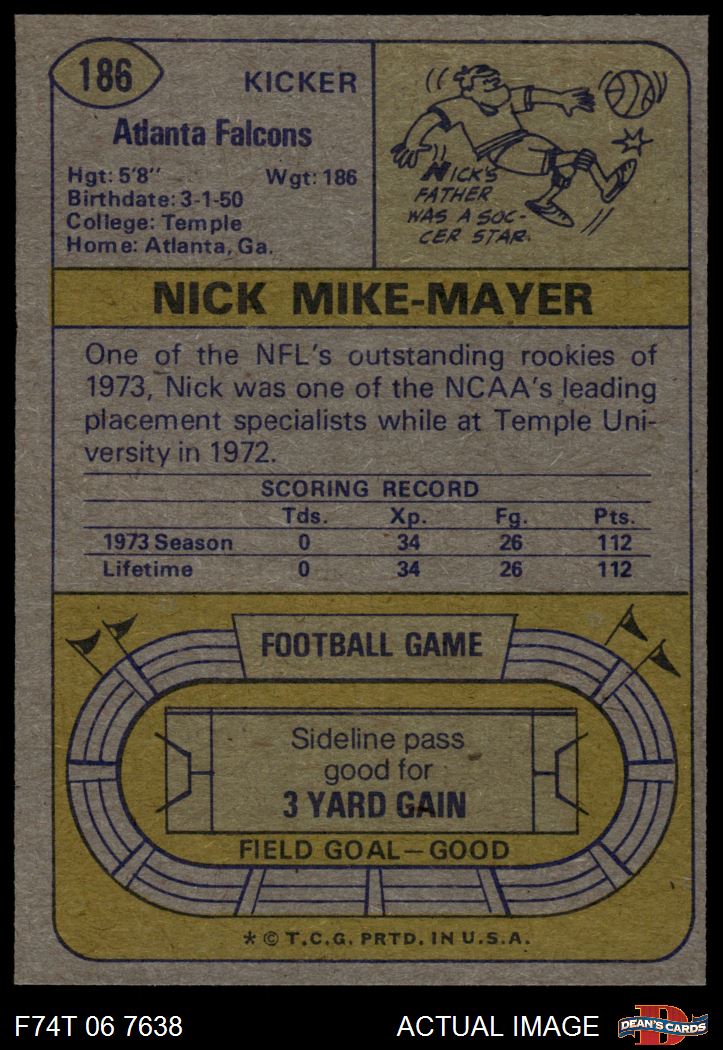 186
KICKER
Atlanta Falcons
Hgt: 5'8" Wgt: 186
Birthdate: 3-1-50
College: Temple
Home: Atlanta, Ga.
NICK'S
FATHER
WAS A SOC-
CER STAR.
NICK MIKE-MAYER
One of the NFL's outstanding rookies of
1973, Nick was one of the NCAA's leading
placement specialists while at Temple Uni-
versity in 1972.
SCORING RECORD
Tds. Xp. Fg. Pts.
1973 Season 0 34 26 112
Lifetime 0 34 26 112
FOOTBALL GAME
Sideline pass
good for
3 YARD GAIN
FIELD GOAL—GOOD
* © T.C.G. PRTD. IN U.S.A.
F74T 06 7638 ACTUAL IMAGE
D
DEAN'S CARDS